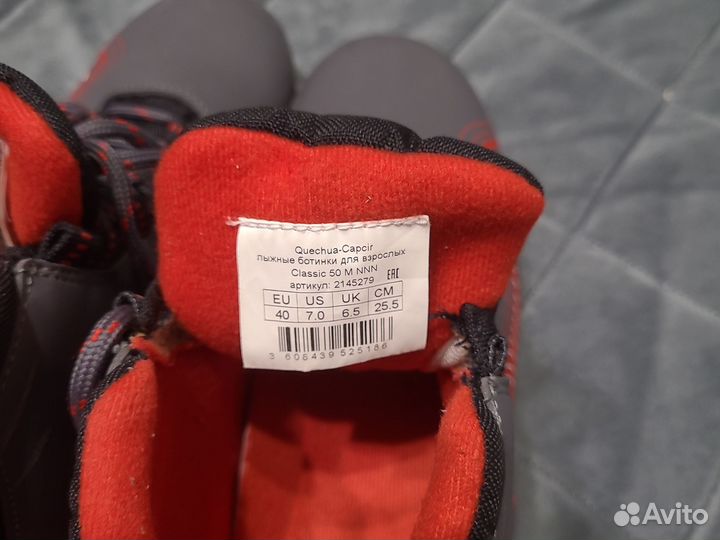 Quechua-Capcir
лыжные ботинки для взрослых
Classic 50 M NNN
артикул: 2145279 EAC
EU US UK CM
40 7.0 6.5 25.5
3 608439 525186
Avito